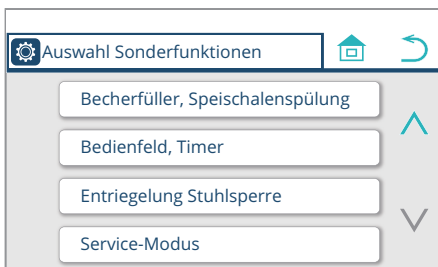 Auswahl Sonderfunktionen
Becherfüller, Speischalenspülung
Bedienfeld, Timer
Entriegelung Stuhlsperre
Service-Modus